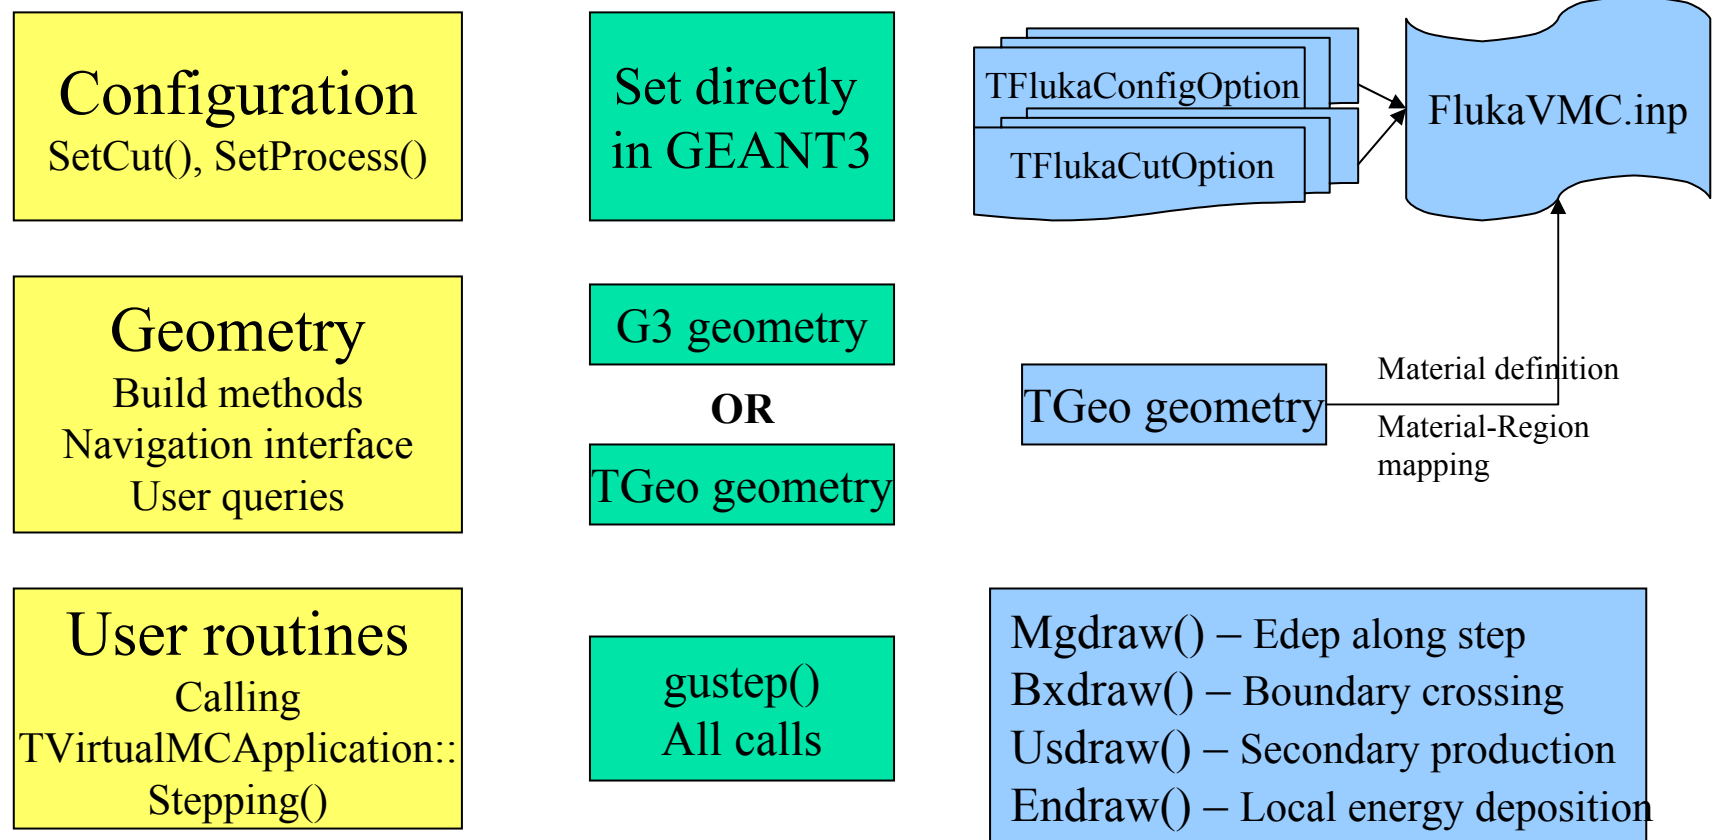 Configuration
SetCut(), SetProcess()
Set directly
in GEANT3
TFlukaConfigOption
TFlukaCutOption
FlukaVMC.inp
Geometry
Build methods
Navigation interface
User queries
G3 geometry
OR
TGeo geometry
TGeo geometry
Material definition
Material-Region
mapping
User routines
Calling
TVirtualMCApplication::
Stepping()
gustep()
All calls
Mgdraw() – Edep along step
Bxdraw() – Boundary crossing
Usdraw() – Secondary production
Endraw() – Local energy deposition